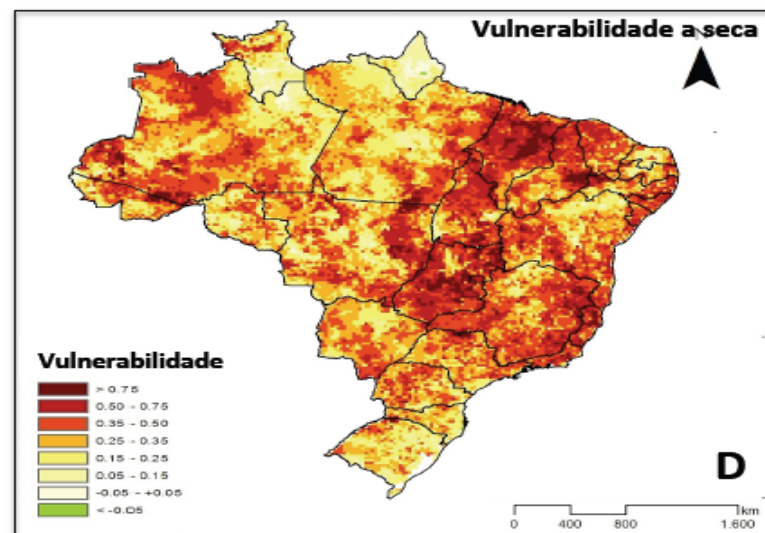 Vulnerabilidade a seca
N
Vulnerabilidade
> 0.75
0.50 - 0.75
0.35 - 0.50
0.25 - 0.35
0.15 - 0.25
0.05 - 0.15
-0.05 - +0.05
< -0.05
D
km
0 400 800 1.600